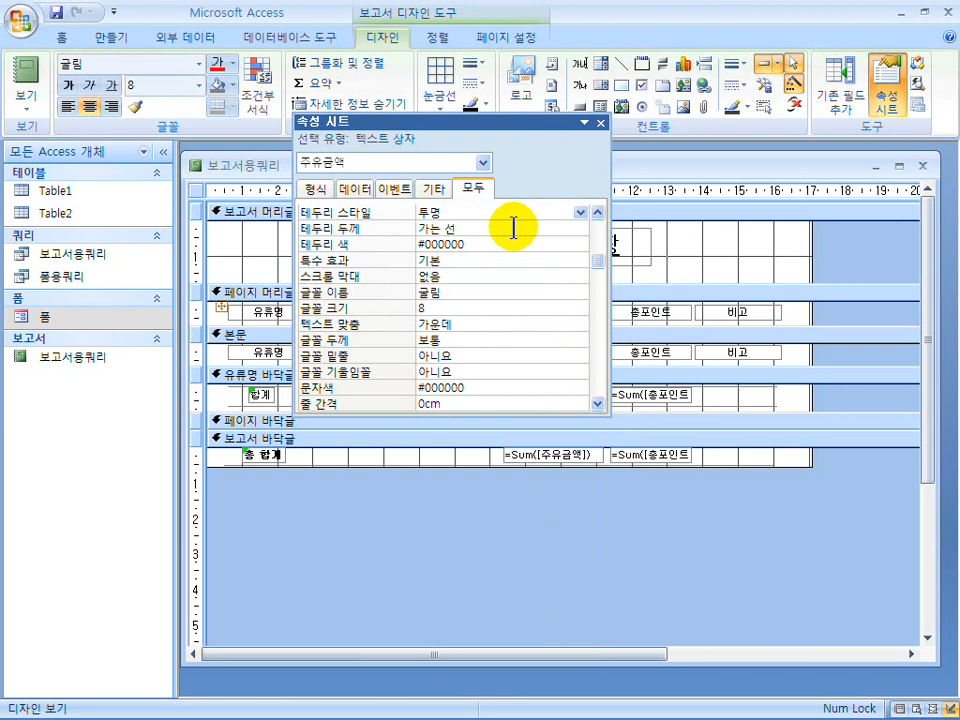 Microsoft Access
보고서 디자인 도구
홈
만들기
외부 데이터
데이터베이스 도구
디자인
정렬
페이지 설정
보기
보기
굴림
가
가
가
가
8
글꼴
조건부
서식
그룹화 및 정렬
Σ 요약
자세한 정보 숨기기
눈금선
로고
컨트롤
기존 필드
추가
속성
시트
도구
모든 Access 개체
테이블
Table1
Table2
쿼리
보고서용쿼리
폼용쿼리
폼
폼
보고서
보고서용쿼리
보고서용쿼리
속성 시트
선택 유형: 텍스트 상자
주유금액
형식
데이터
이벤트
기타
모두
테두리 스타일
투명
테두리 두께
가는 선
테두리 색
#000000
특수 효과
기본
스크롤 막대
없음
글꼴 이름
굴림
글꼴 크기
8
텍스트 맞춤
가운데
글꼴 두께
보통
글꼴 밑줄
아니요
글꼴 기울임꼴
아니요
문자색
#000000
줄 간격
0cm
보고서 머리글
페이지 머리글
유류명
총포인트
비고
본문
유류명
총포인트
비고
유류명 바닥글
합계
=Sum([총포인트
페이지 바닥글
보고서 바닥글
총 합계
=Sum([주유금액])
=Sum([총포인트
디자인 보기
Num Lock